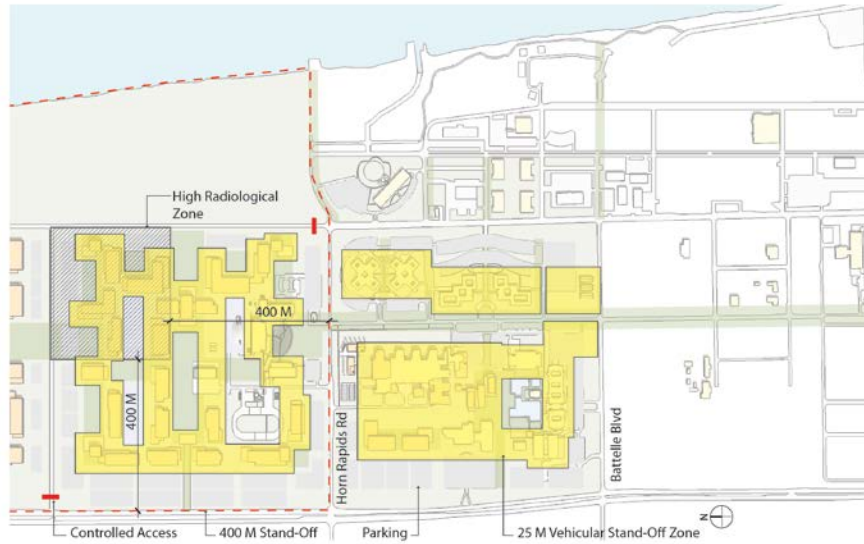 High Radiological
Zone
400 M
400 M
Horn Rapids Rd
Battelle Blvd
Controlled Access
400 M Stand-Off
Parking
25 M Vehicular Stand-Off Zone
N